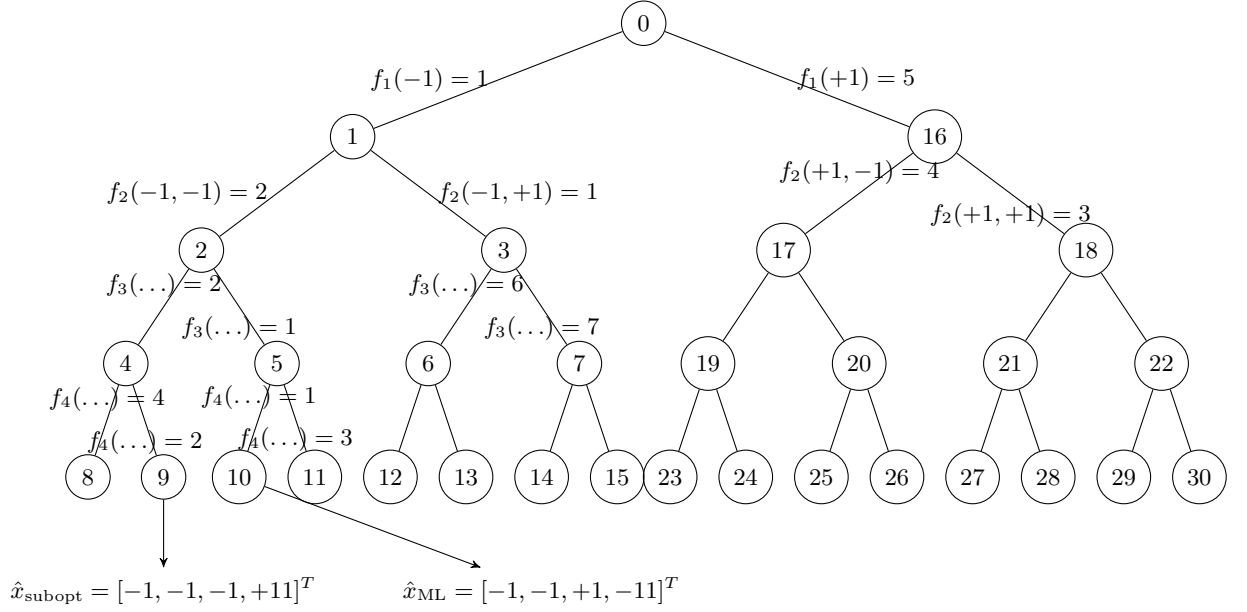 0
f₁(−1) = 1
f₁(+1) = 5
1
16
f₂(−1, −1) = 2
f₂(−1, +1) = 1
f₂(+1, −1) = 4
f₂(+1, +1) = 3
2
3
17
18
f₃(...) = 2
f₃(...) = 6
f₃(...) = 1
f₃(...) = 7
4
5
6
7
19
20
21
22
f₄(...) = 4
f₄(...) = 1
f₄(...) = 2
f₄(...) = 3
8
9
10
11
12
13
14
15
23
24
25
26
27
28
29
30
x̂subopt = [−1, −1, −1, +11]ᵀ
x̂ML = [−1, −1, +1, −11]ᵀ